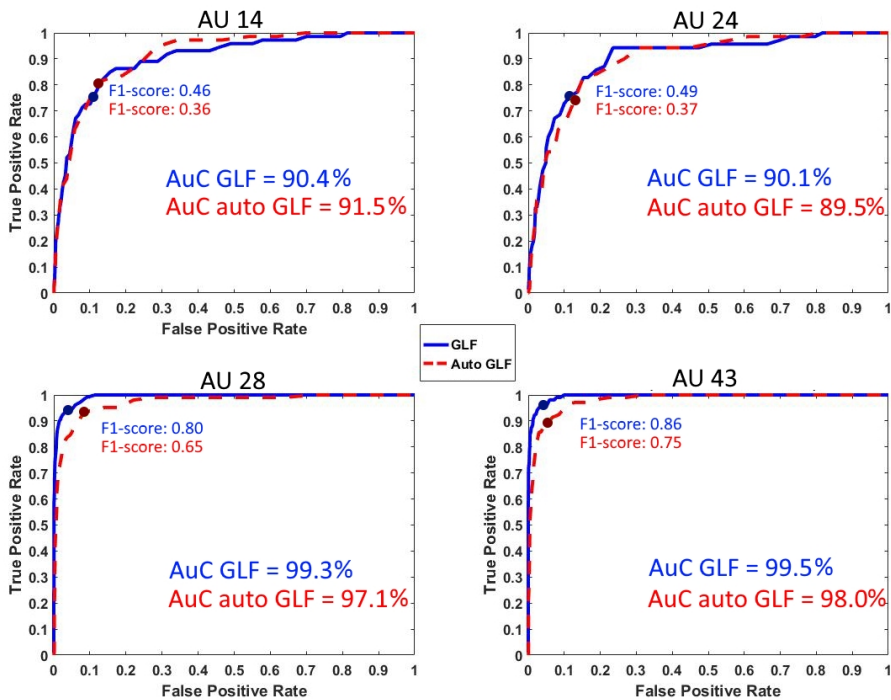 AU 14
True Positive Rate
1
0.9
0.8
0.7
0.6
0.5
0.4
0.3
0.2
0.1
0
F1-score: 0.46
F1-score: 0.36
AuC GLF = 90.4%
AuC auto GLF = 91.5%
0 0.1 0.2 0.3 0.4 0.5 0.6 0.7 0.8 0.9 1
False Positive Rate
AU 24
True Positive Rate
1
0.9
0.8
0.7
0.6
0.5
0.4
0.3
0.2
0.1
0
F1-score: 0.49
F1-score: 0.37
AuC GLF = 90.1%
AuC auto GLF = 89.5%
0 0.1 0.2 0.3 0.4 0.5 0.6 0.7 0.8 0.9 1
False Positive Rate
GLF
Auto GLF
AU 28
True Positive Rate
1
0.9
0.8
0.7
0.6
0.5
0.4
0.3
0.2
0.1
0
F1-score: 0.80
F1-score: 0.65
AuC GLF = 99.3%
AuC auto GLF = 97.1%
0 0.1 0.2 0.3 0.4 0.5 0.6 0.7 0.8 0.9 1
False Positive Rate
AU 43
True Positive Rate
1
0.9
0.8
0.7
0.6
0.5
0.4
0.3
0.2
0.1
0
F1-score: 0.86
F1-score: 0.75
AuC GLF = 99.5%
AuC auto GLF = 98.0%
0 0.1 0.2 0.3 0.4 0.5 0.6 0.7 0.8 0.9 1
False Positive Rate